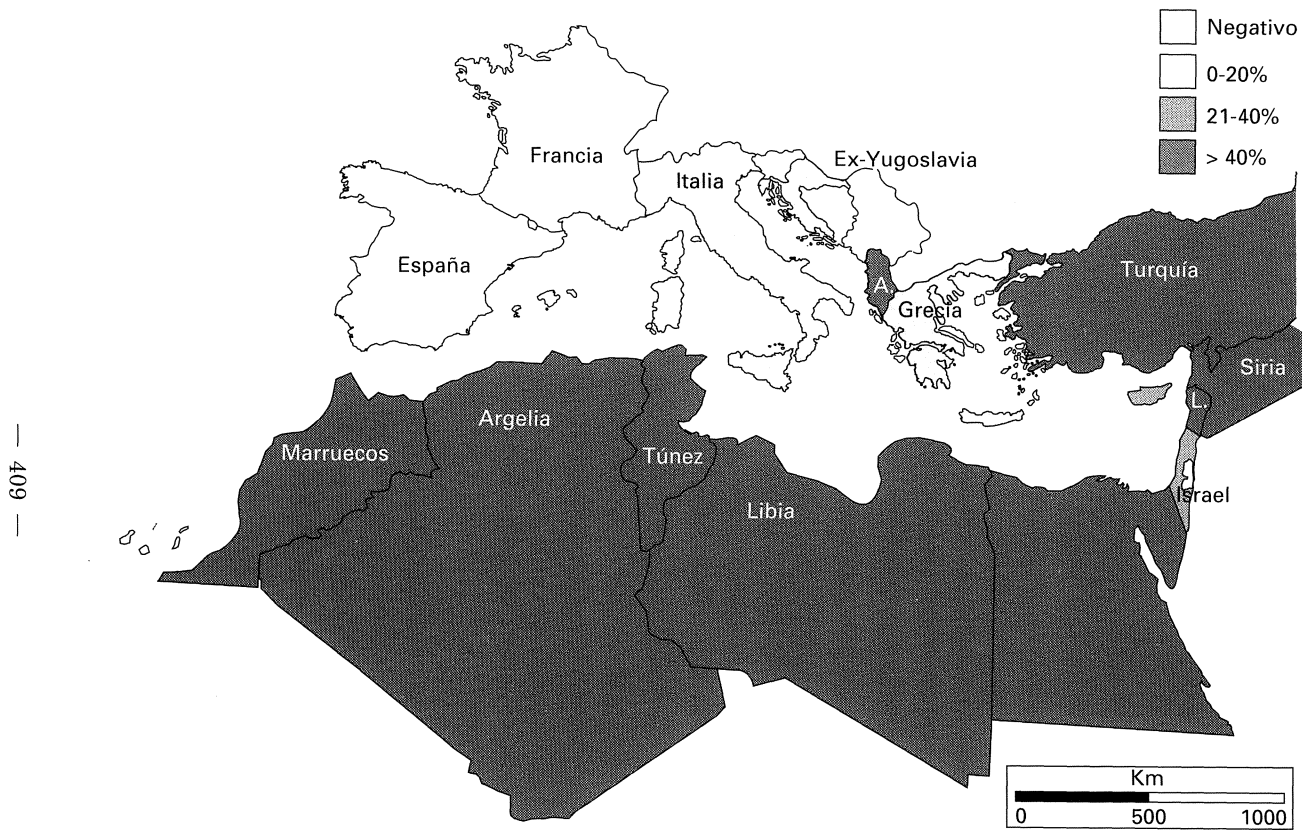 Negativo
0-20%
21-40%
> 40%
Francia
Ex-Yugoslavia
Italia
España
A.
Grecia
Turquía
Siria
L.
Argelia
Marruecos
Túnez
Israel
Libia
— 409 —
Km
0 500 1000